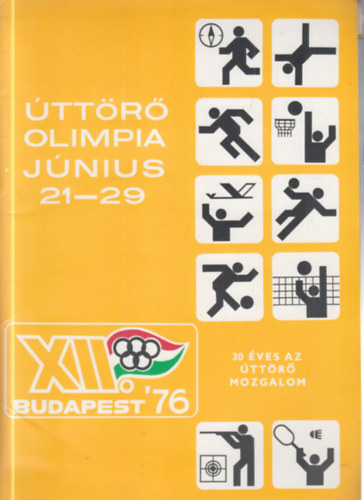 ÚTTÖRŐ
OLIMPIA
JÚNIUS
21—29
XII.
BUDAPEST '76
30 ÉVES AZ
ÚTTÖRŐ
MOZGALOM